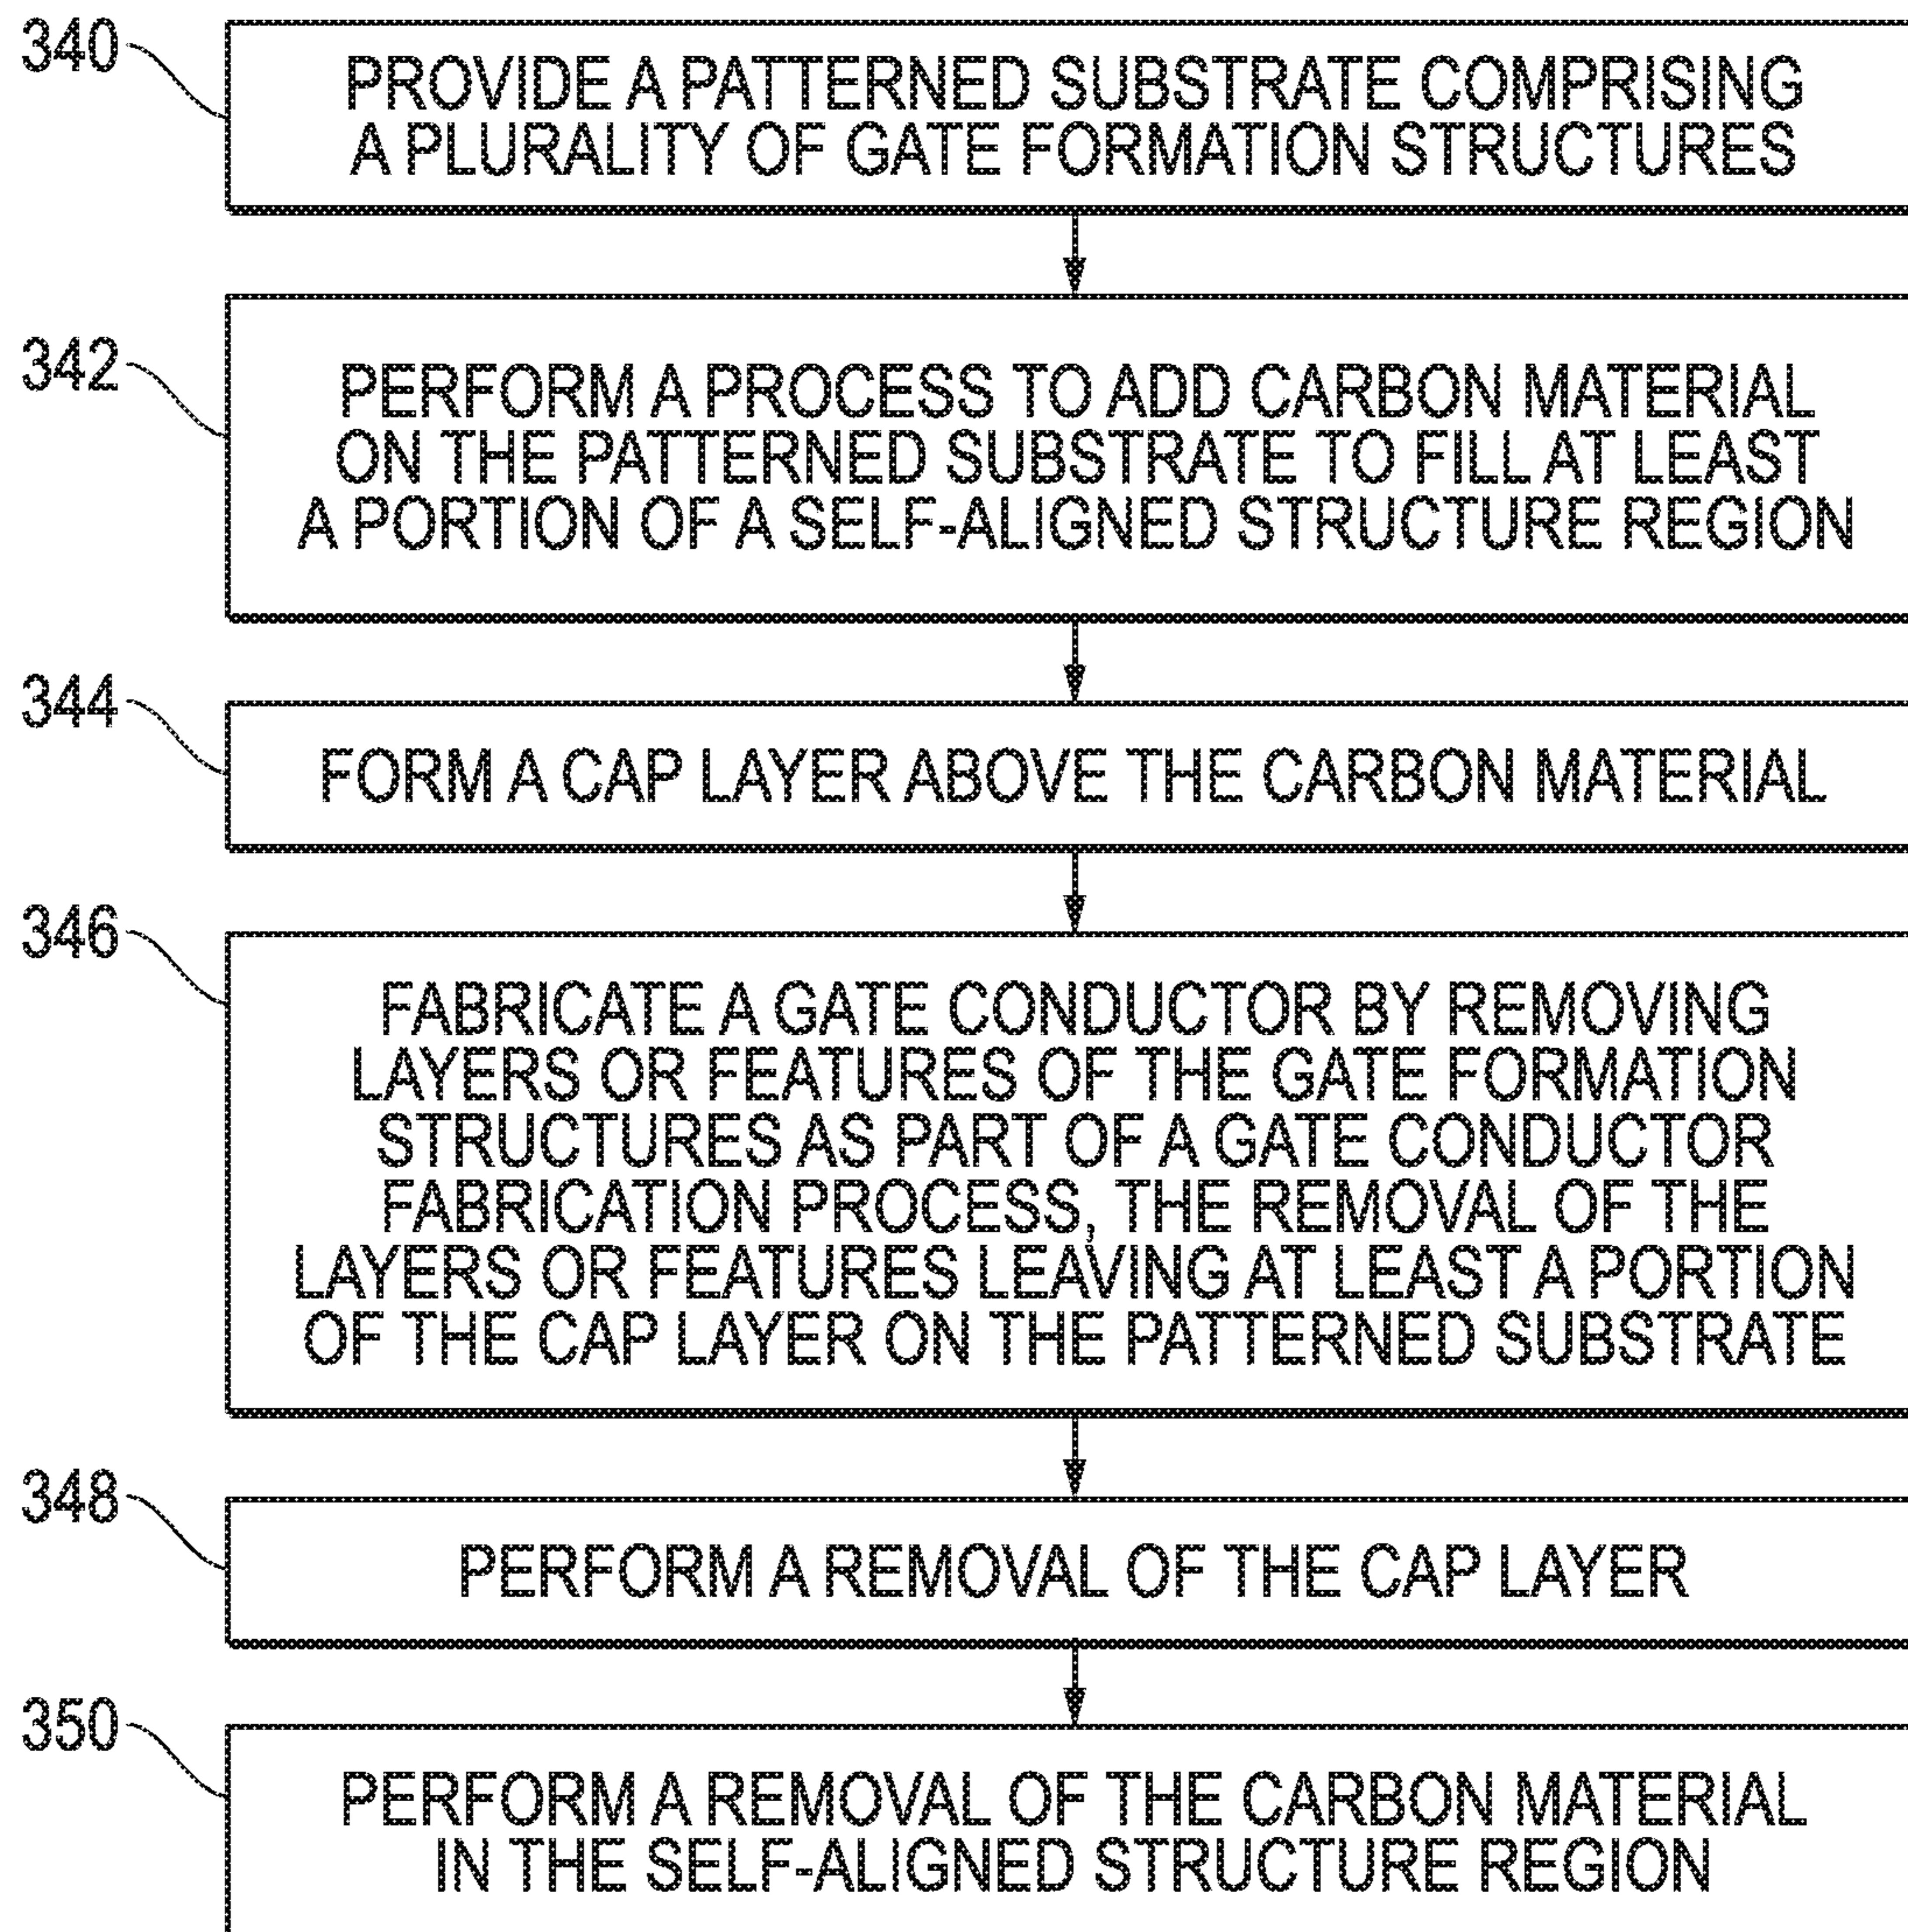 340
PROVIDE A PATTERNED SUBSTRATE COMPRISING
A PLURALITY OF GATE FORMATION STRUCTURES
342
PERFORM A PROCESS TO ADD CARBON MATERIAL
ON THE PATTERNED SUBSTRATE TO FILL AT LEAST
A PORTION OF A SELF-ALIGNED STRUCTURE REGION
344
FORM A CAP LAYER ABOVE THE CARBON MATERIAL
346
FABRICATE A GATE CONDUCTOR BY REMOVING
LAYERS OR FEATURES OF THE GATE FORMATION
STRUCTURES AS PART OF A GATE CONDUCTOR
FABRICATION PROCESS, THE REMOVAL OF THE
LAYERS OR FEATURES LEAVING AT LEAST A PORTION
OF THE CAP LAYER ON THE PATTERNED SUBSTRATE
348
PERFORM A REMOVAL OF THE CAP LAYER
350
PERFORM A REMOVAL OF THE CARBON MATERIAL
IN THE SELF-ALIGNED STRUCTURE REGION